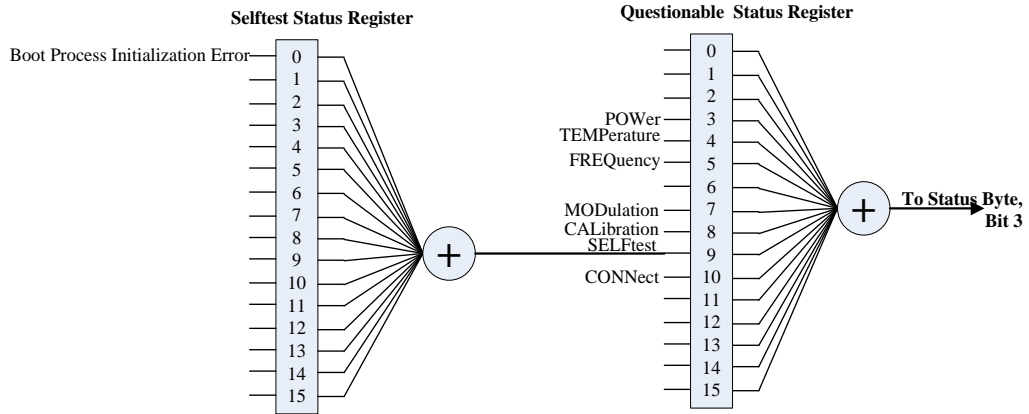 Selftest Status Register
Boot Process Initialization Error
0
1
2
3
4
5
6
7
8
9
10
11
12
13
14
15
+
Questionable Status Register
POWer
TEMPerature
FREQuency
MODulation
CALibration
SELFtest
CONNect
0
1
2
3
4
5
6
7
8
9
10
11
12
13
14
15
+
To Status Byte,
Bit 3